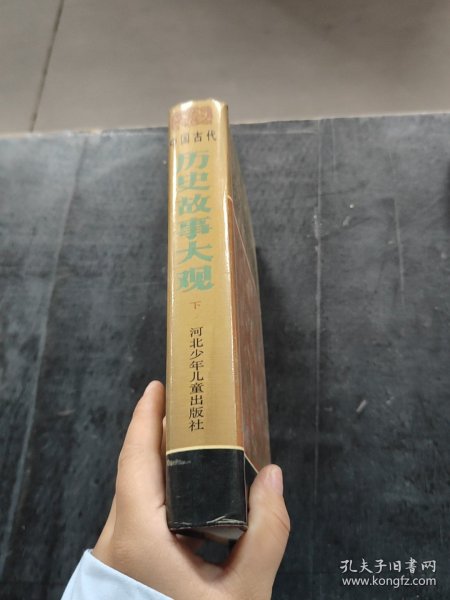 中国古代
历史故事大观
下
河北少年儿童出版社
孔夫子旧书网
www.kongfz.com